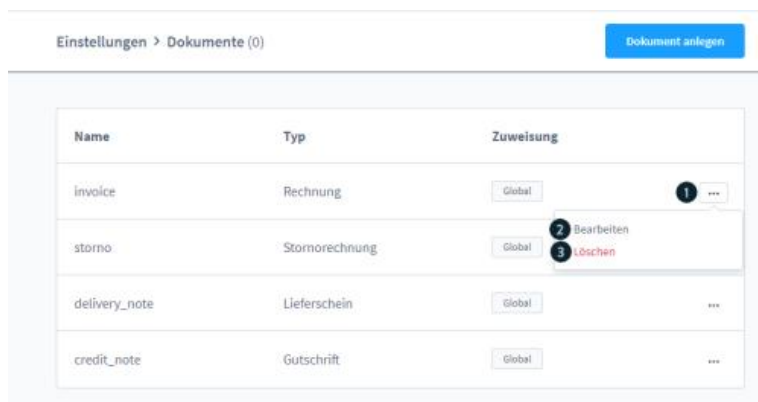 Einstellungen > Dokumente (0)
Dokument anlegen
Name Typ Zuweisung
invoice Rechnung Global 1 ...
2 Bearbeiten
storno Stornorechnung Global
3 Löschen
delivery_note Lieferschein Global ...
credit_note Gutschrift Global ...